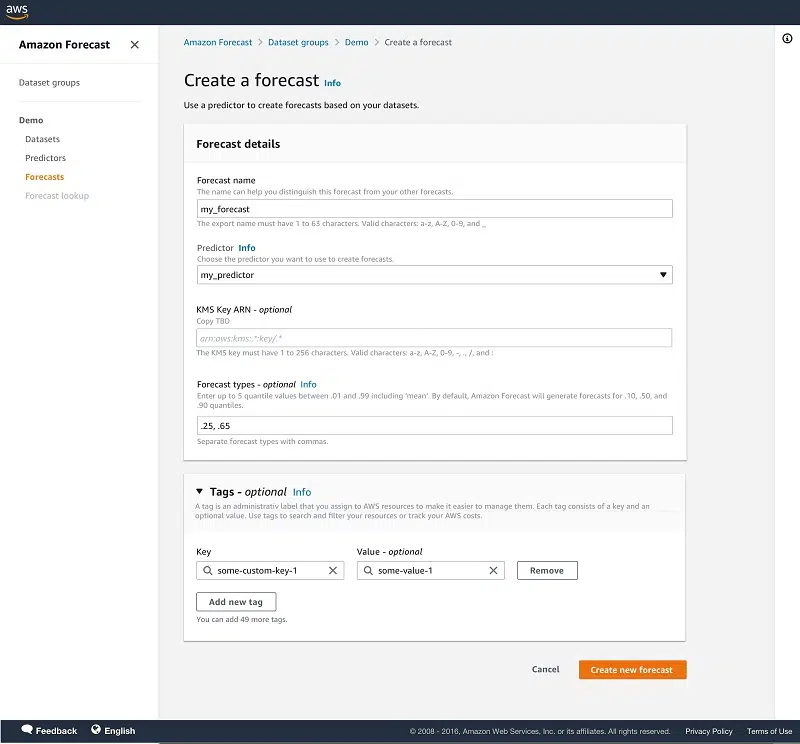 aws
Amazon Forecast
Dataset groups
Demo
Datasets
Predictors
Forecasts
Forecast lookup
Amazon Forecast > Dataset groups > Demo > Create a forecast
Create a forecast Info
Use a predictor to create forecasts based on your datasets.
Forecast details
Forecast name
The name can help you distinguish this forecast from your other forecasts.
my_forecast
The export name must have 1 to 63 characters. Valid characters: a-z, A-Z, 0-9, and _
Predictor Info
Choose the predictor you want to use to create forecasts.
my_predictor
KMS Key ARN - optional
Copy TBD
arn:aws:kms:.*:key/.*
The KMS key must have 1 to 256 characters. Valid characters: a-z, A-Z, 0-9, -, ., /, and :
Forecast types - optional Info
Enter up to 5 quantile values between .01 and .99 including 'mean'. By default, Amazon Forecast will generate forecasts for .10, .50, and
.90 quantiles.
.25, .65
Separate forecast types with commas.
Tags - optional Info
A tag is an administrativ label that you assign to AWS resources to make it easier to manage them. Each tag consists of a key and an
optional value. Use tags to search and filter your resources or track your AWS costs.
Key Value - optional
some-custom-key-1 some-value-1 Remove
Add new tag
You can add 49 more tags.
Cancel Create new forecast
Feedback English © 2008 - 2016, Amazon Web Services, Inc. or its affiliates. All rights reserved. Privacy Policy Terms of Use